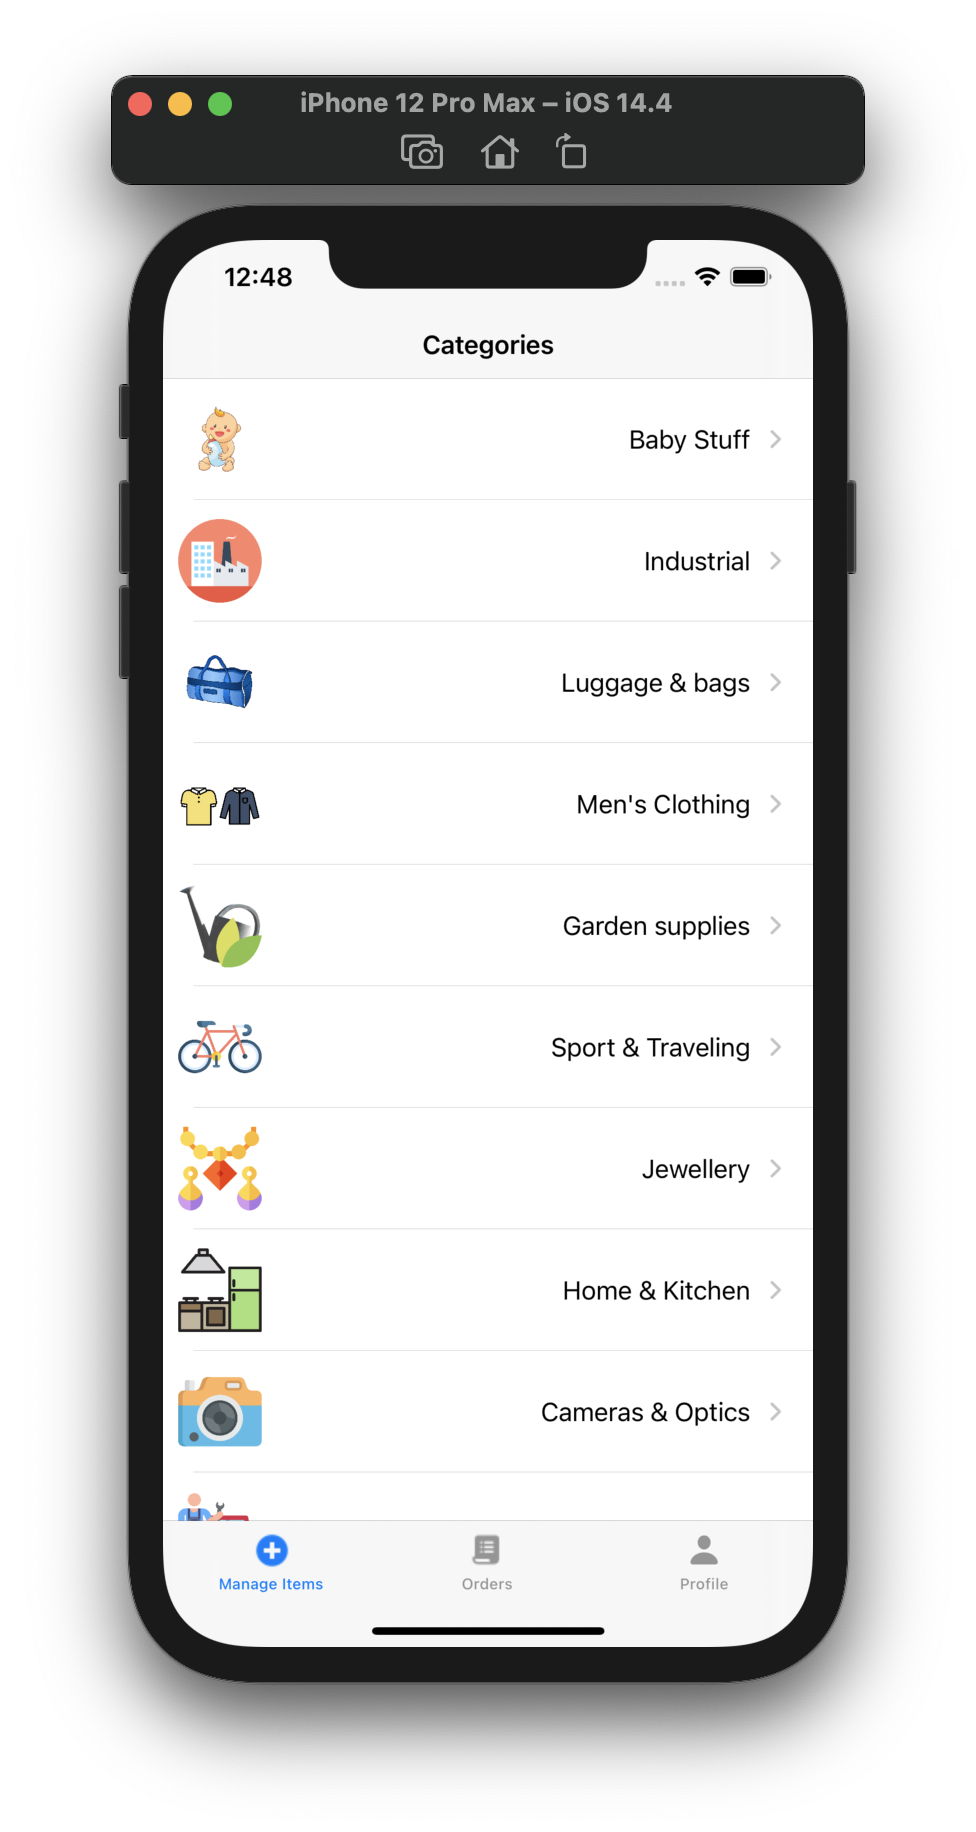 iPhone 12 Pro Max – iOS 14.4
12:48
Categories
Baby Stuff
Industrial
Luggage & bags
Men's Clothing
Garden supplies
Sport & Traveling
Jewellery
Home & Kitchen
Cameras & Optics
Manage Items
Orders
Profile